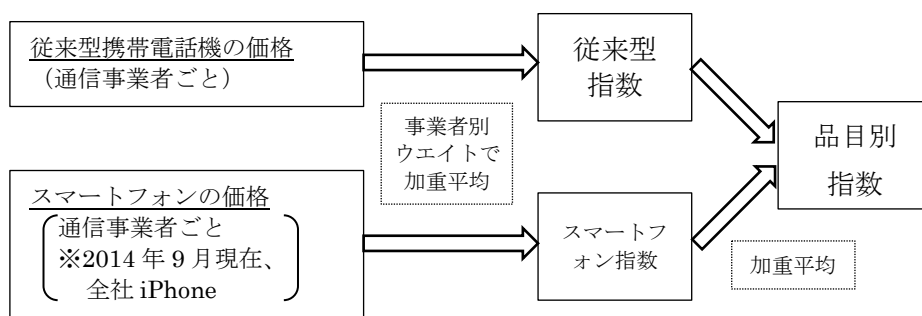 従来型携帯電話機の価格
（通信事業者ごと）
従来型
指数
事業者別
ウエイトで
加重平均
品目別
指数
スマートフォンの価格
通信事業者ごと
※2014 年 9 月現在、
全社 iPhone
スマートフ
ォン指数
加重平均